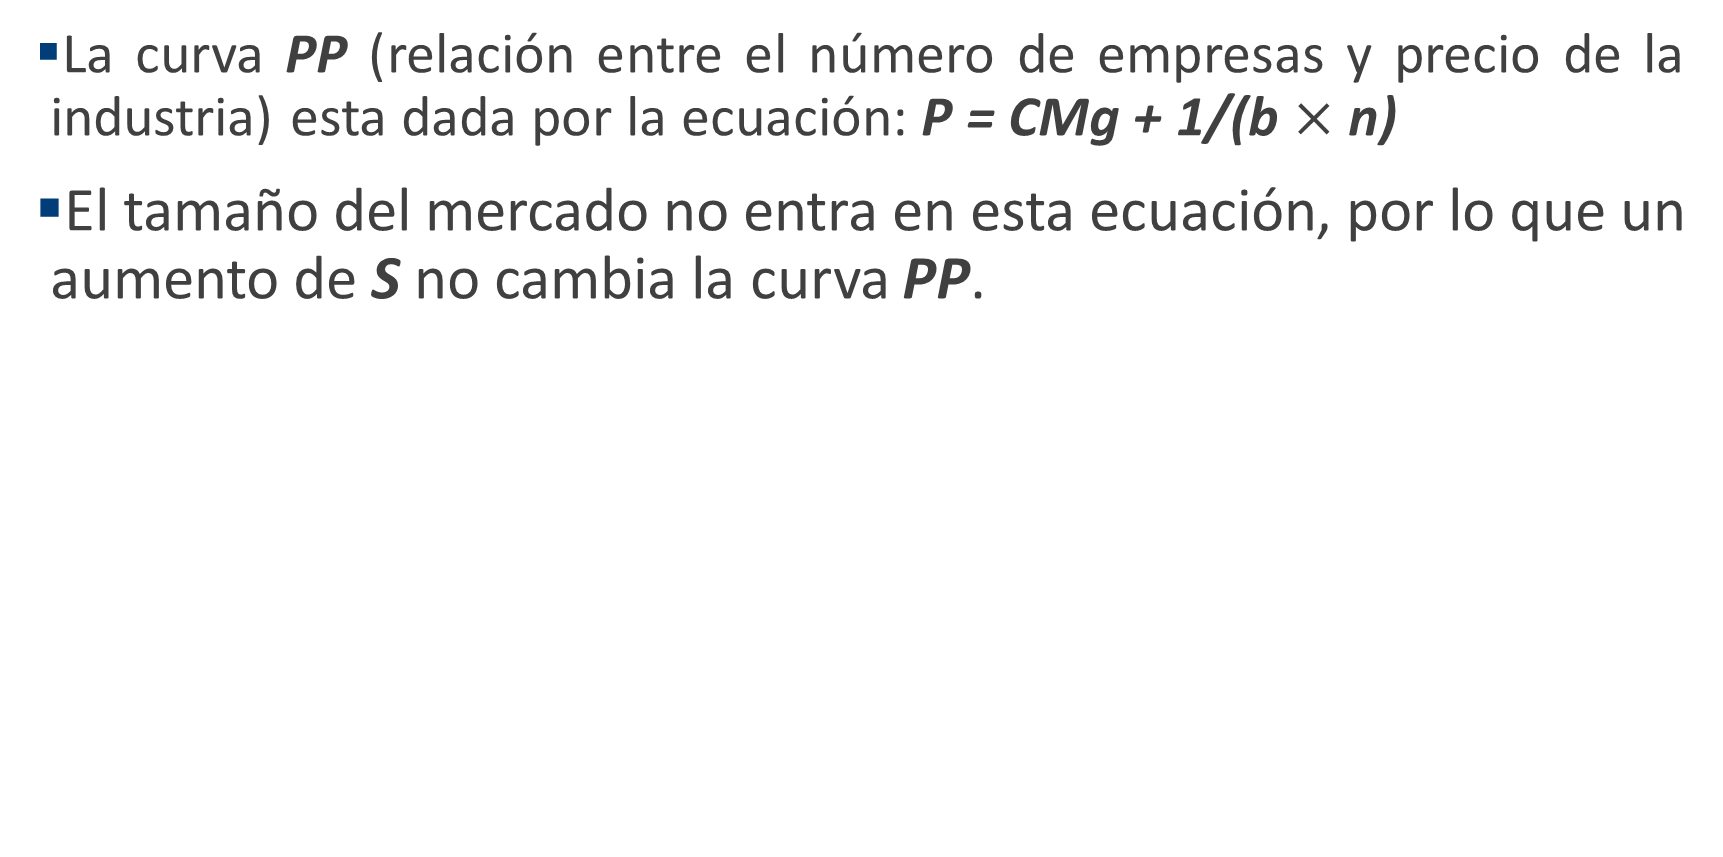 ▪La curva PP (relación entre el número de empresas y precio de la
industria) esta dada por la ecuación: P = CMg + 1/(b × n)
▪El tamaño del mercado no entra en esta ecuación, por lo que un
aumento de S no cambia la curva PP.